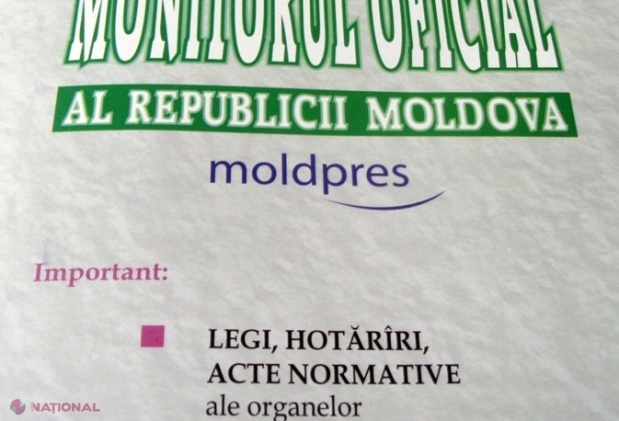 MONITORUL OFICIAL
AL REPUBLICII MOLDOVA
moldpres
Important:
LEGI, HOTĂRÎRI,
ACTE NORMATIVE
ale organelor
NAȚIONAL